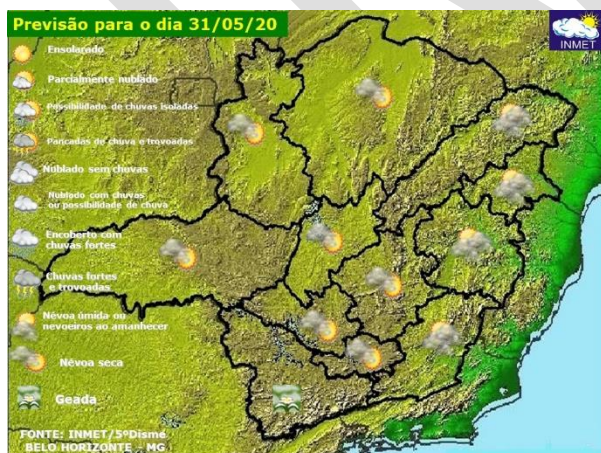 Previsão para o dia 31/05/20
INMET
Ensolarado
Parcialmente nublado
Possibilidade de chuvas isoladas
Pancadas de chuva e trovoadas
Nublado sem chuvas
Nublado com chuvas
ou possibilidade de chuva
Encoberto com
chuvas fortes
Chuvas fortes
e trovoadas
Névoa úmida ou
nevoeiros ao amanhecer
Névoa seca
Geada
FONTE: INMET/5ºDisme
BELO HORIZONTE - MG